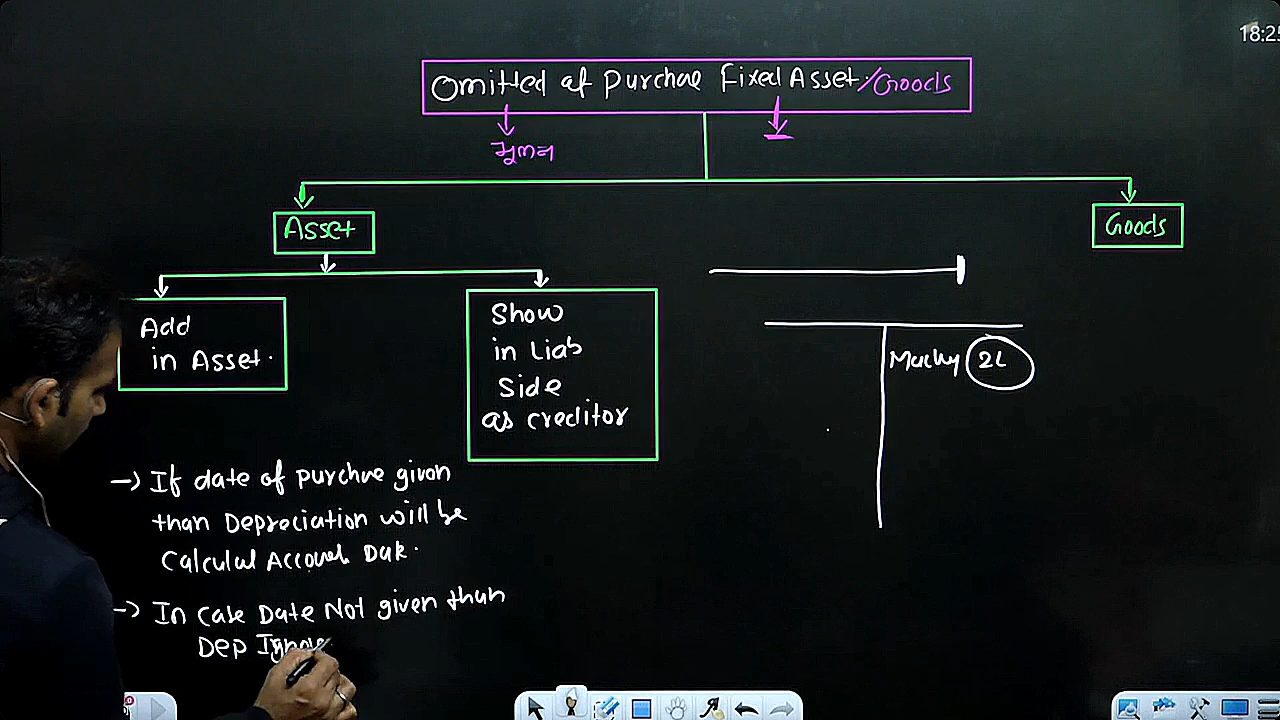 18:25
Omitted of Purchae Fixed Asset./Goods
भूलना
Asset
Goods
Add
in Asset.
Show
in Liab
Side
as creditor
Machy 2L
→ If date of purchae given
than Depreciation will be
Calculal Accoral Dak.
→ In Case Date Not given than
Dep Ignore